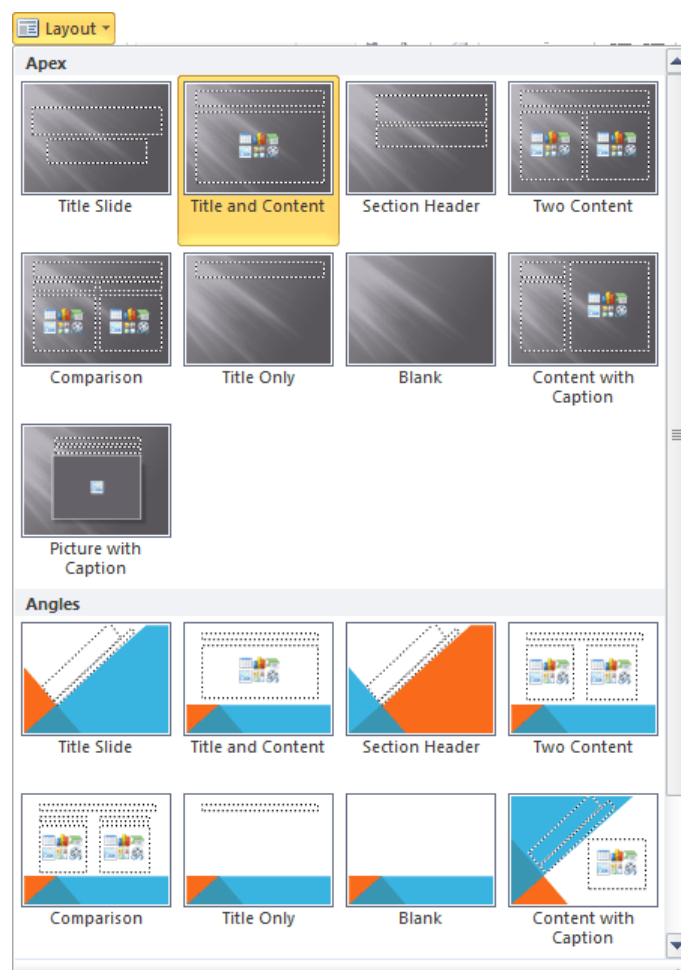 Layout
Apex
Title Slide
Title and Content
Section Header
Two Content
Comparison
Title Only
Blank
Content with
Caption
Picture with
Caption
Angles
Title Slide
Title and Content
Section Header
Two Content
Comparison
Title Only
Blank
Content with
Caption